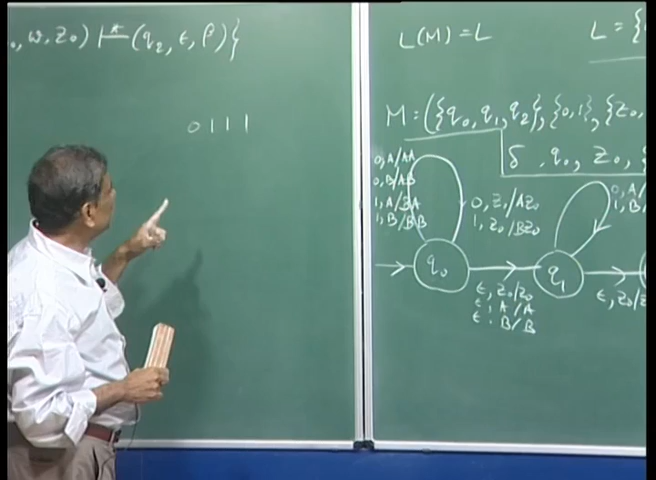 , w, z₀) ⊢* (q₂, ε, β)}
0111
L(M) = L
L = {
M = ({q₀, q₁, q₂}, {0,1}, {z₀,
δ, q₀, z₀, {
0, A/AA
0, B/AB
1, A/BA
1, B/BB
0, z₀/Az₀
1, z₀/Bz₀
0, A/
1, B/
q₀
q₁
ε, z₀/z₀
ε, A/A
ε, B/B
ε, z₀/z